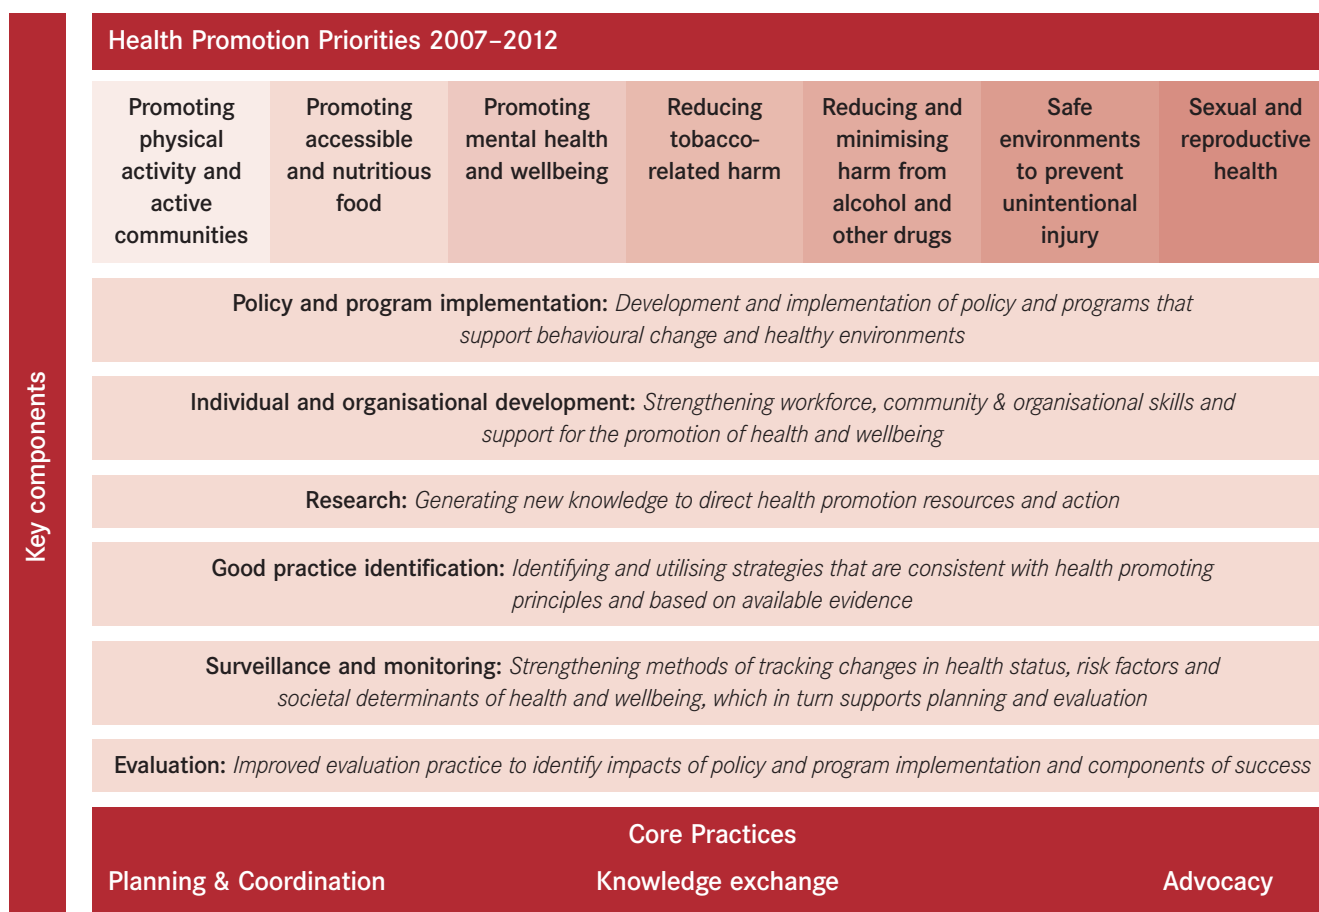 Key components
Health Promotion Priorities 2007–2012
Promoting
physical
activity and
active
communities
Promoting
accessible
and nutritious
food
Promoting
mental health
and wellbeing
Reducing
tobacco-
related harm
Reducing and
minimising
harm from
alcohol and
other drugs
Safe
environments
to prevent
unintentional
injury
Sexual and
reproductive
health
Policy and program implementation: Development and implementation of policy and programs that
support behavioural change and healthy environments
Individual and organisational development: Strengthening workforce, community & organisational skills and
support for the promotion of health and wellbeing
Research: Generating new knowledge to direct health promotion resources and action
Good practice identification: Identifying and utilising strategies that are consistent with health promoting
principles and based on available evidence
Surveillance and monitoring: Strengthening methods of tracking changes in health status, risk factors and
societal determinants of health and wellbeing, which in turn supports planning and evaluation
Evaluation: Improved evaluation practice to identify impacts of policy and program implementation and components of success
Core Practices
Planning & Coordination
Knowledge exchange
Advocacy